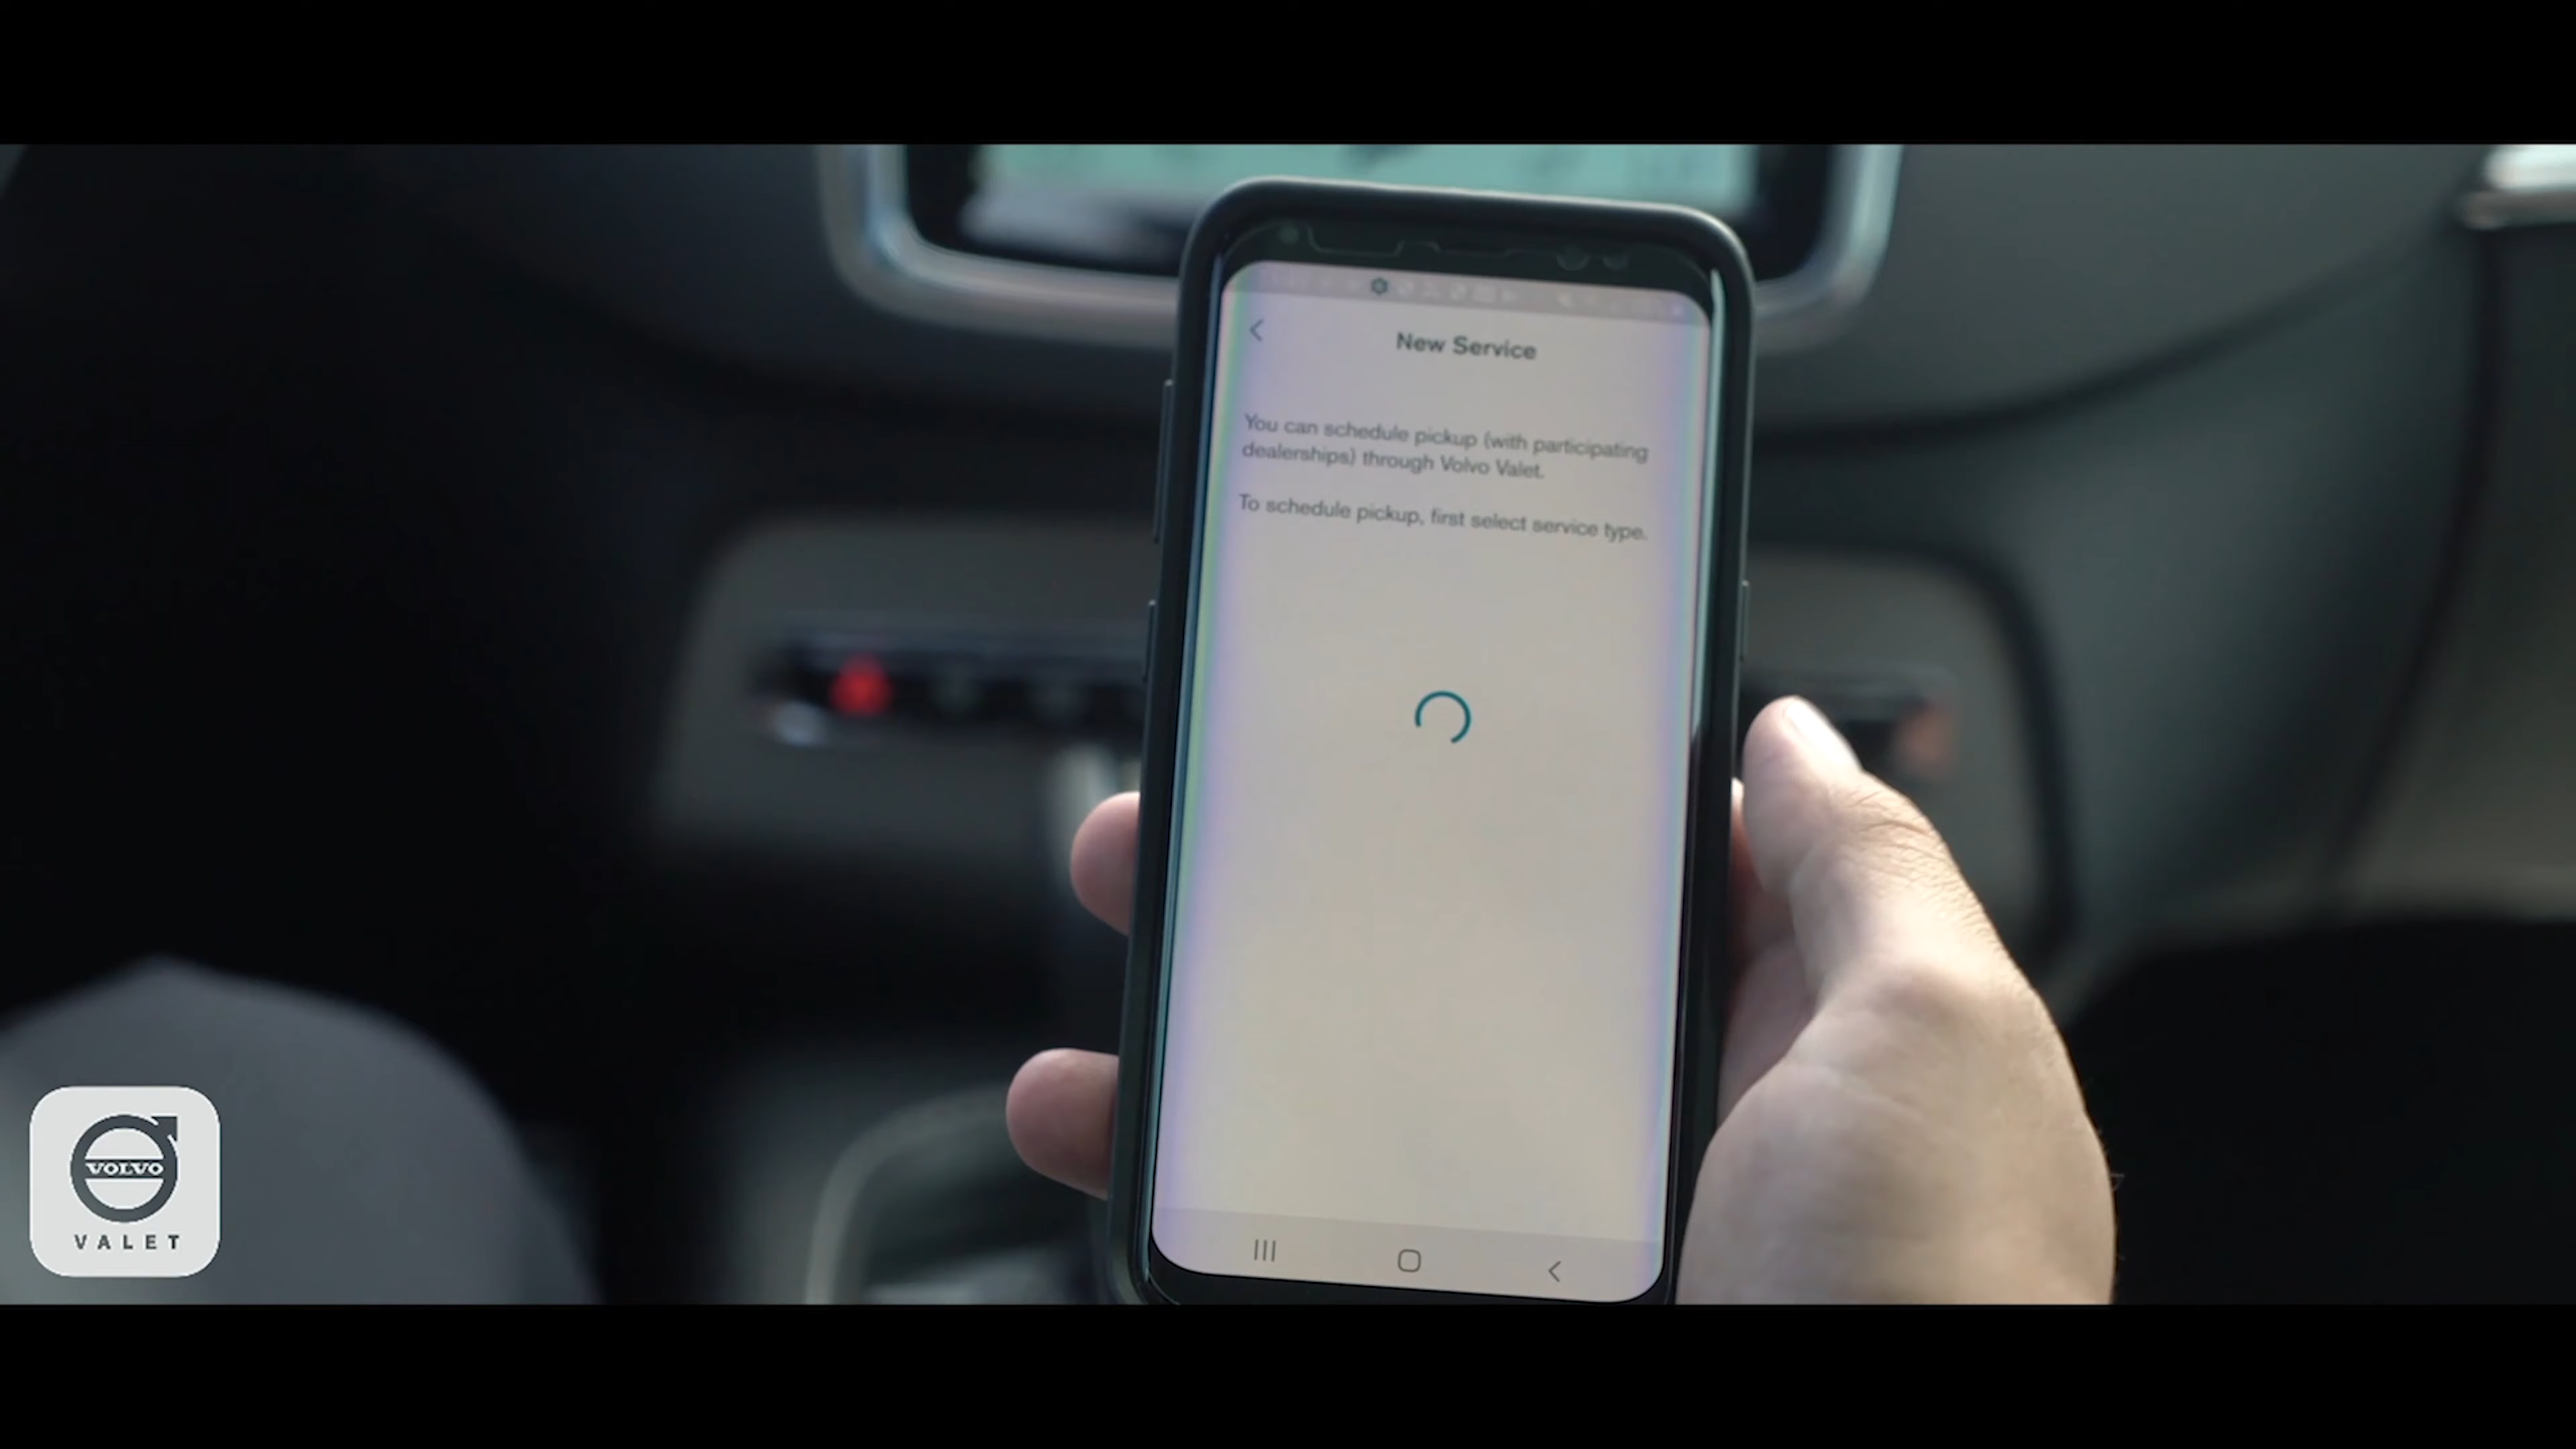 New Service
You can schedule pickup (with participating
dealerships) through Volvo Valet.
To schedule pickup, first select service type.
VOLVO
VALET